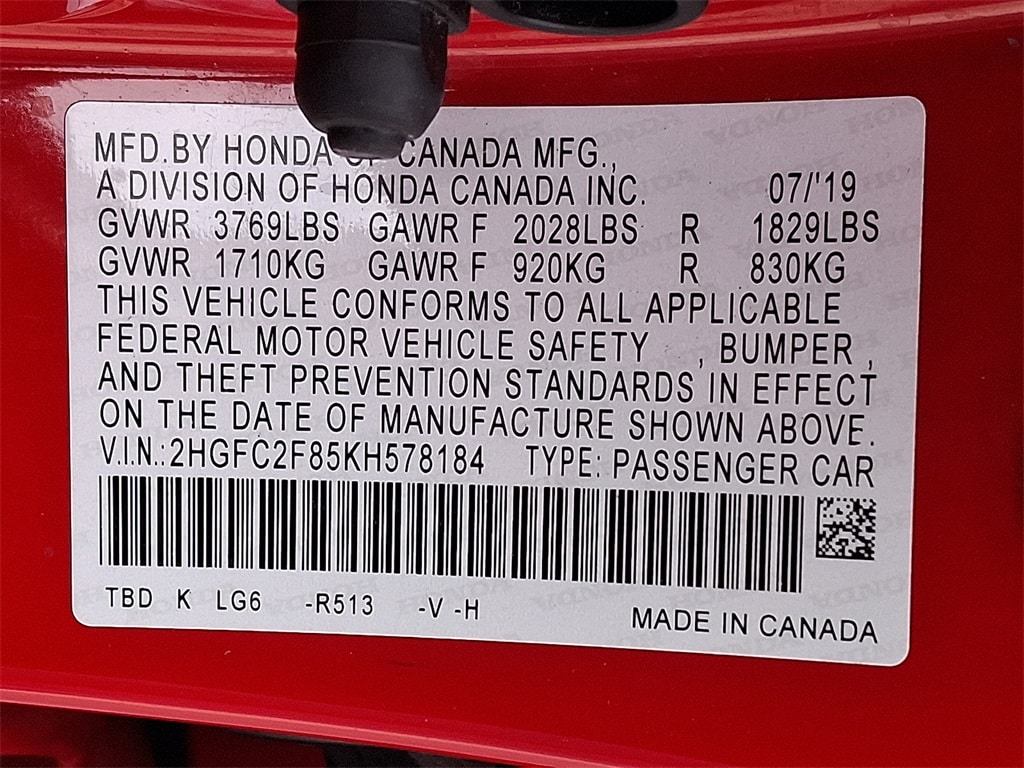 MFD.BY HONDA OF CANADA MFG.,
A DIVISION OF HONDA CANADA INC. 07/'19
GVWR 3769LBS GAWR F 2028LBS R 1829LBS
GVWR 1710KG GAWR F 920KG R 830KG
THIS VEHICLE CONFORMS TO ALL APPLICABLE
FEDERAL MOTOR VEHICLE SAFETY , BUMPER ,
AND THEFT PREVENTION STANDARDS IN EFFECT
ON THE DATE OF MANUFACTURE SHOWN ABOVE.
V.I.N.:2HGFC2F85KH578184 TYPE: PASSENGER CAR
TBD K LG6 -R513 -V -H
MADE IN CANADA